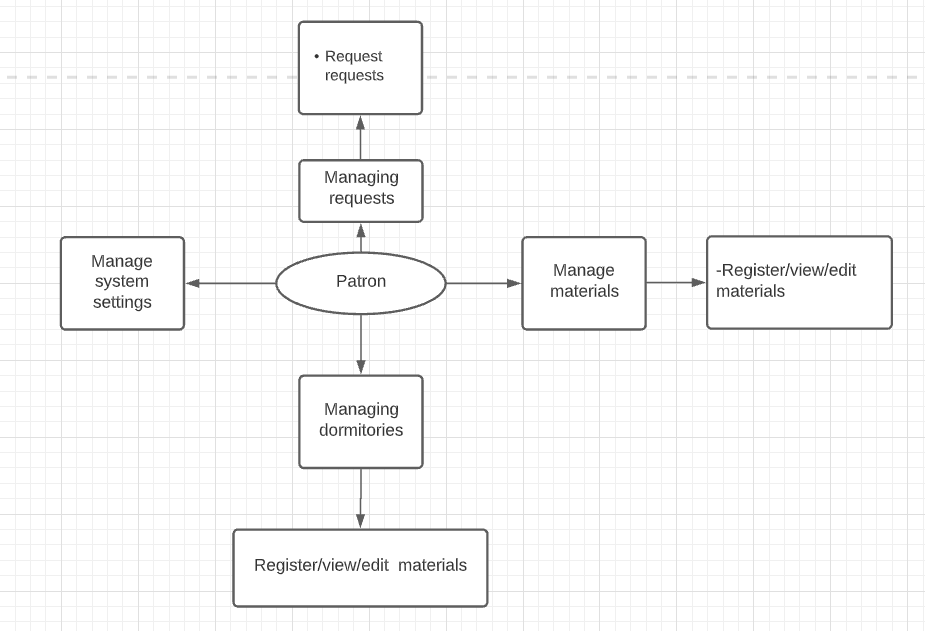 • Request
requests
Managing
requests
Manage
system
settings
Patron
Manage
materials
-Register/view/edit
materials
Managing
dormitories
Register/view/edit  materials